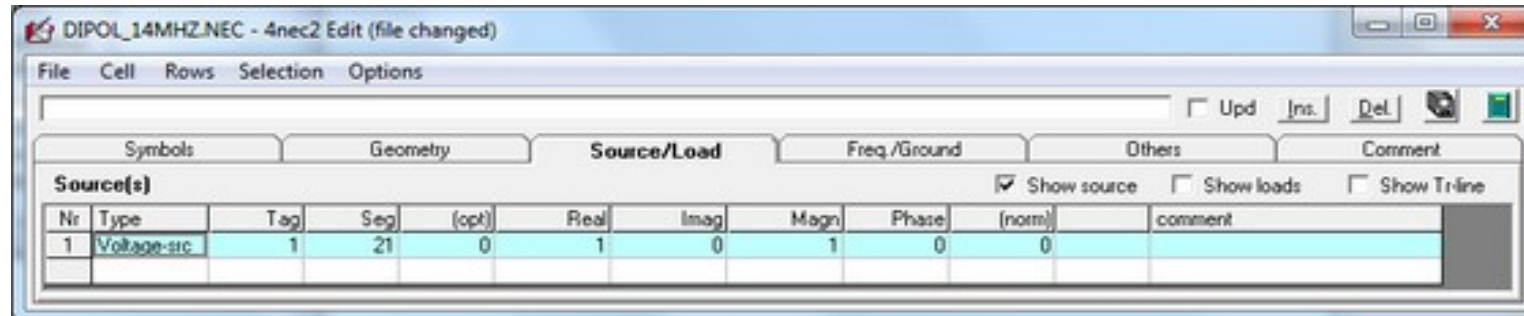 DIPOL_14MHZ.NEC - 4nec2 Edit (file changed)
File Cell Rows Selection Options
Upd Ins. Del.
Symbols Geometry Source/Load Freq./Ground Others Comment
Source(s) Show source Show loads Show Tr-line
Nr Type Tag Seg (opt) Real Imag Magn Phase (norm) comment
1 Voltage-src 1 21 0 1 0 1 0 0